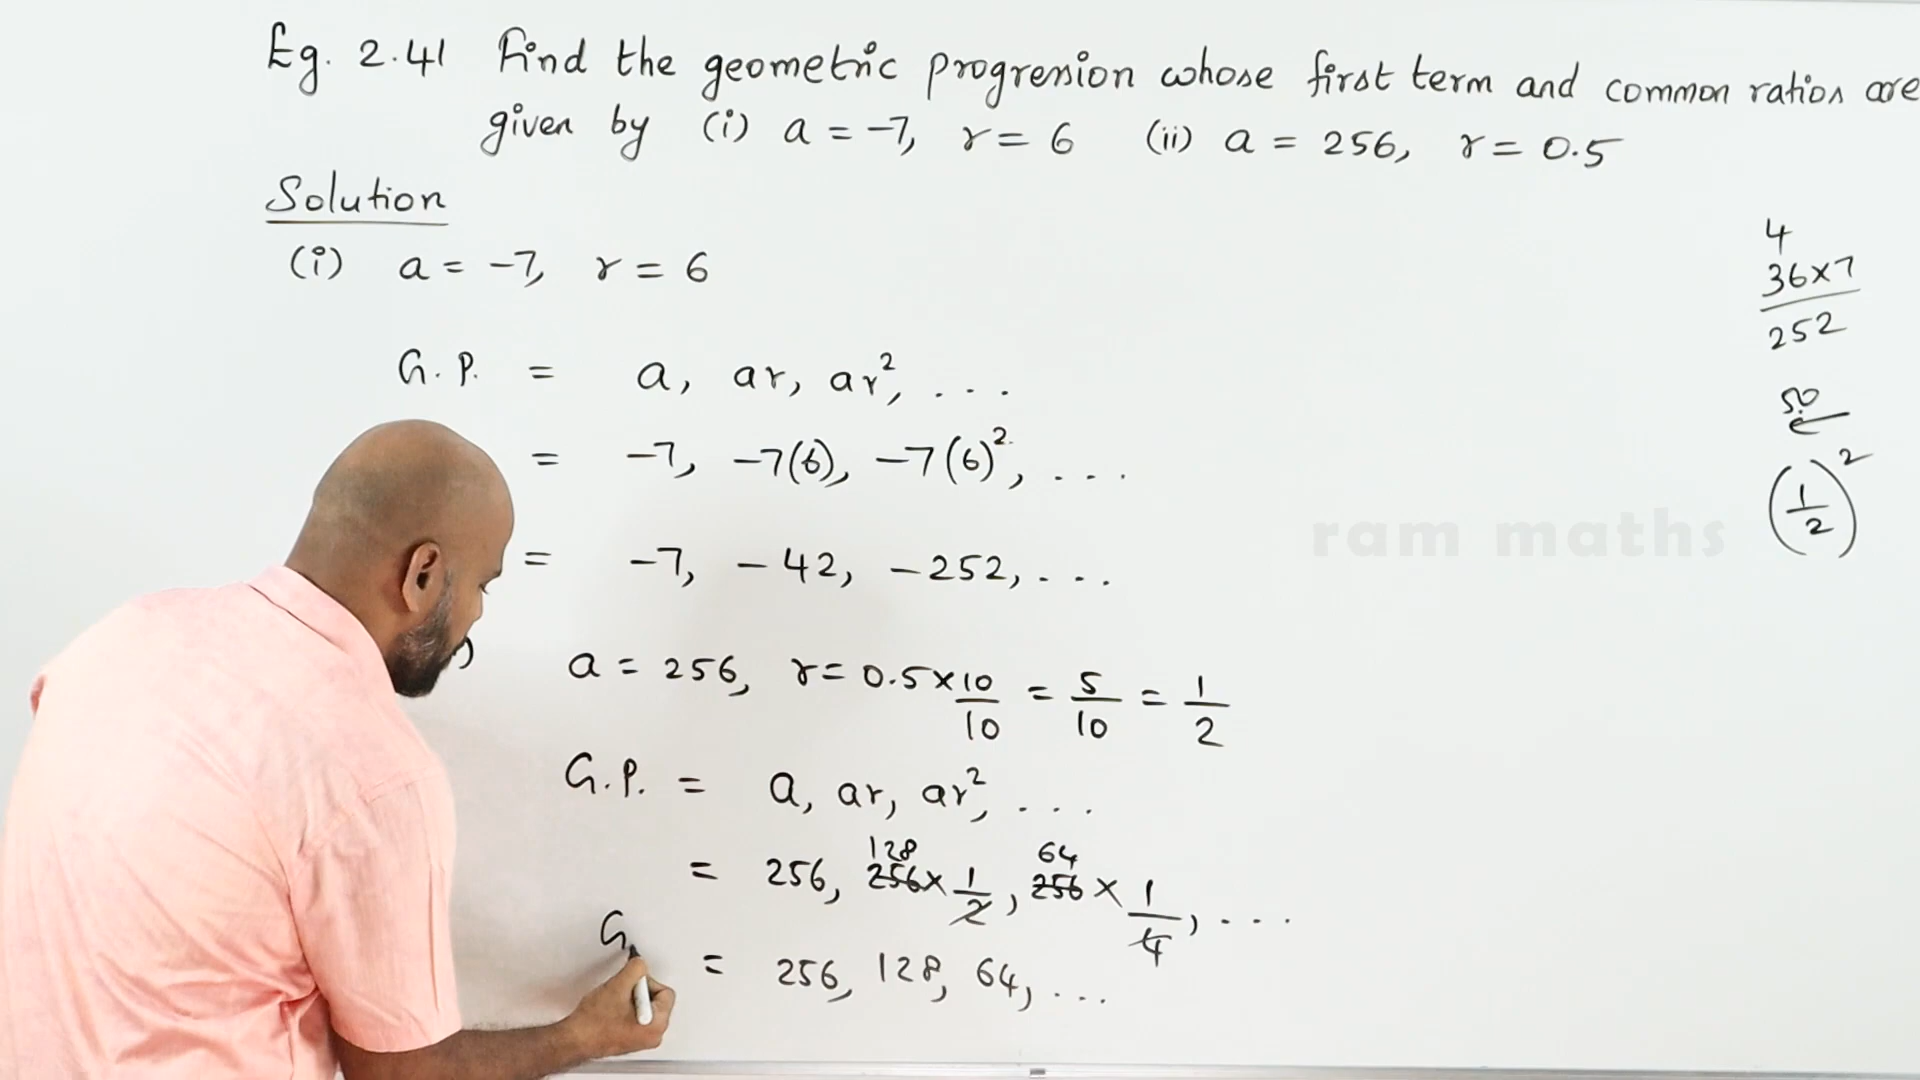 Eg. 2.41 Find the geometric progression whose first term and common ratios are
given by (i) a = -7, r = 6 (ii) a = 256, r = 0.5
Solution
(i) a = -7, r = 6
G.P. = a, ar, ar², ...
= -7, -7(6), -7(6)², ...
= -7, -42, -252, ...
) a = 256, r = 0.5 × 10/10 = 5/10 = 1/2
G.P. = a, ar, ar², ...
128 64
= 256, 256 × 1/2, 256 × 1/4, ...
G
= 256, 128, 64, ...
4
36×7
252
(1/2)²
ram maths